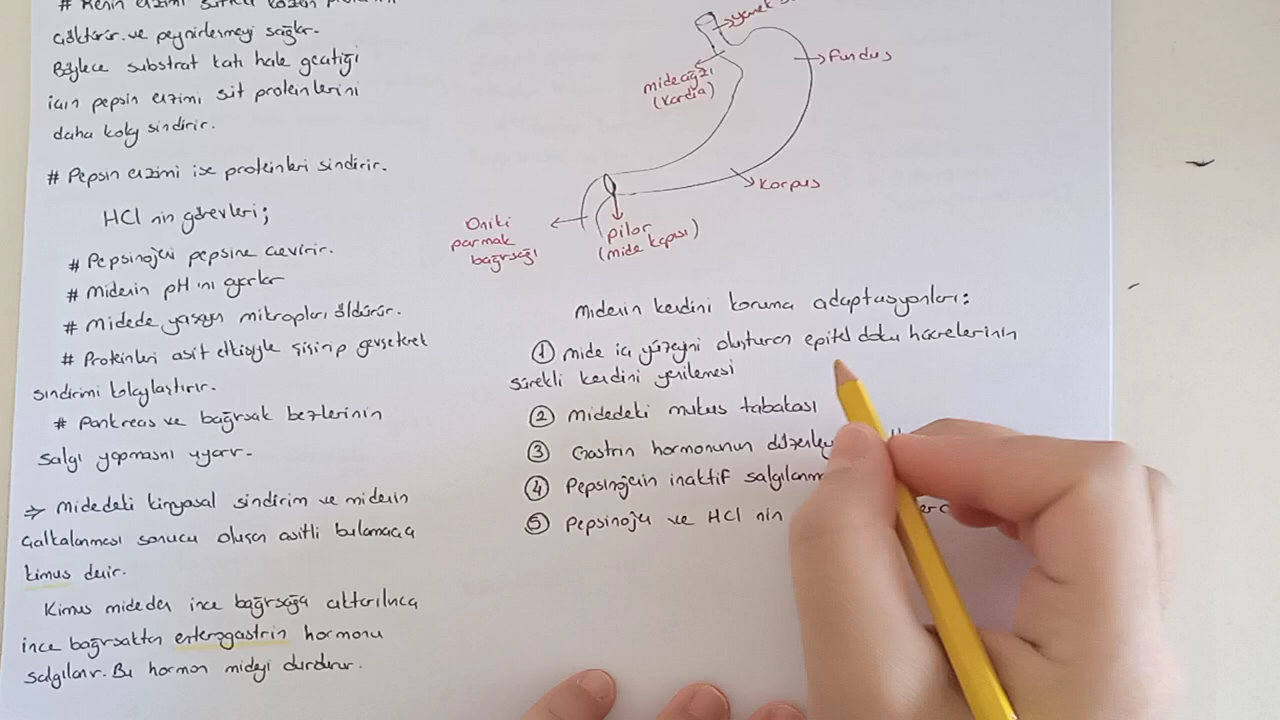 # Renin enzimi sütteki kazein proteinini
çöktürür ve peynirleşmeyi sağlar.
Böylece substrat katı hale geçtiği
için pepsin enzimi süt proteinlerini
daha kolay sindirir.
# Pepsin enzimi ise proteinleri sindirir.
HCl nin görevleri;
# Pepsinojeni pepsine çevirir.
# Midenin pH ını ayarlar
# Midede yaşayan mikropları öldürür.
# Proteinleri asit etkisiyle şişirip gevşeterek
sindirimi kolaylaştırır.
# Pankreas ve bağırsak bezlerinin
salgı yapmasını uyarır.
⇒ Midedeki kimyasal sindirim ve midenin
çalkalanması sonucu oluşan asitli bulamaca
kimus denir.
Kimus mideden ince bağırsağa aktarılınca
ince bağırsaktan enterogastrin hormonu
salgılanır. Bu hormon mideyi durdurur.
yemek
Fundus
mide ağzı
(kardia)
Korpus
Oniki
parmak
bağırsağı
pilor
(mide kapısı)
Midenin kendini koruma adaptasyonları:
① mide iç yüzeyini oluşturan epitel doku hücrelerinin
sürekli kendini yenilemesi
② midedeki mukus tabakası
③ Gastrin hormonunun
④ Pepsinojenin inaktif
⑤ pepsinojen ve HCl nin